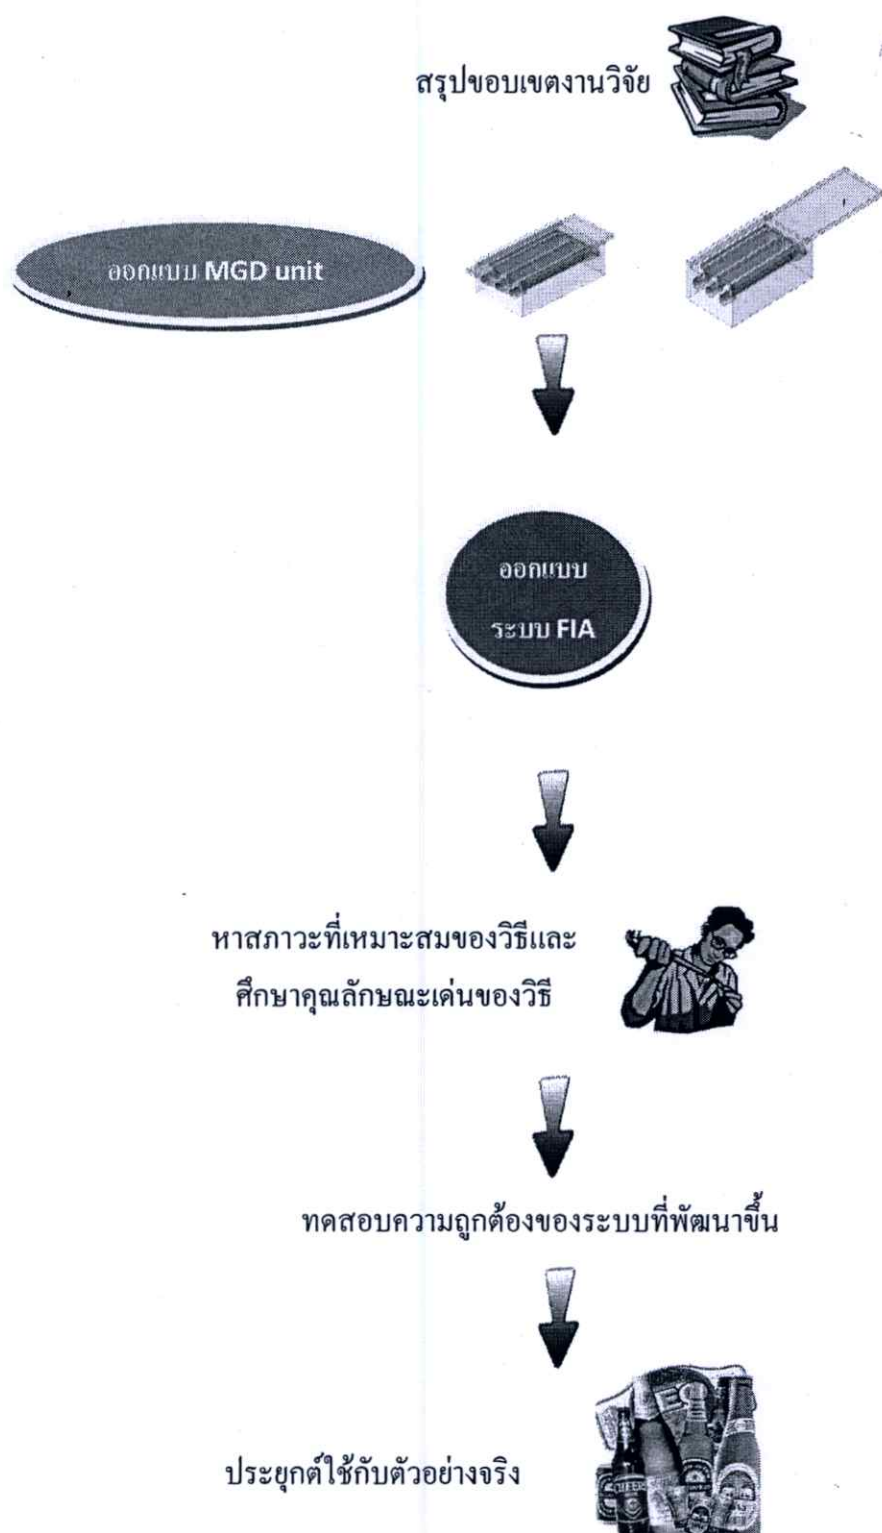 สรุปขอบเขตงานวิจัย
ออกแบบ MGD unit
ออกแบบ
ระบบ FIA
หาสภาวะที่เหมาะสมของวิธีและ
ศึกษาคุณลักษณะเด่นของวิธี
ทดสอบความถูกต้องของระบบที่พัฒนาขึ้น
ประยุกต์ใช้กับตัวอย่างจริง